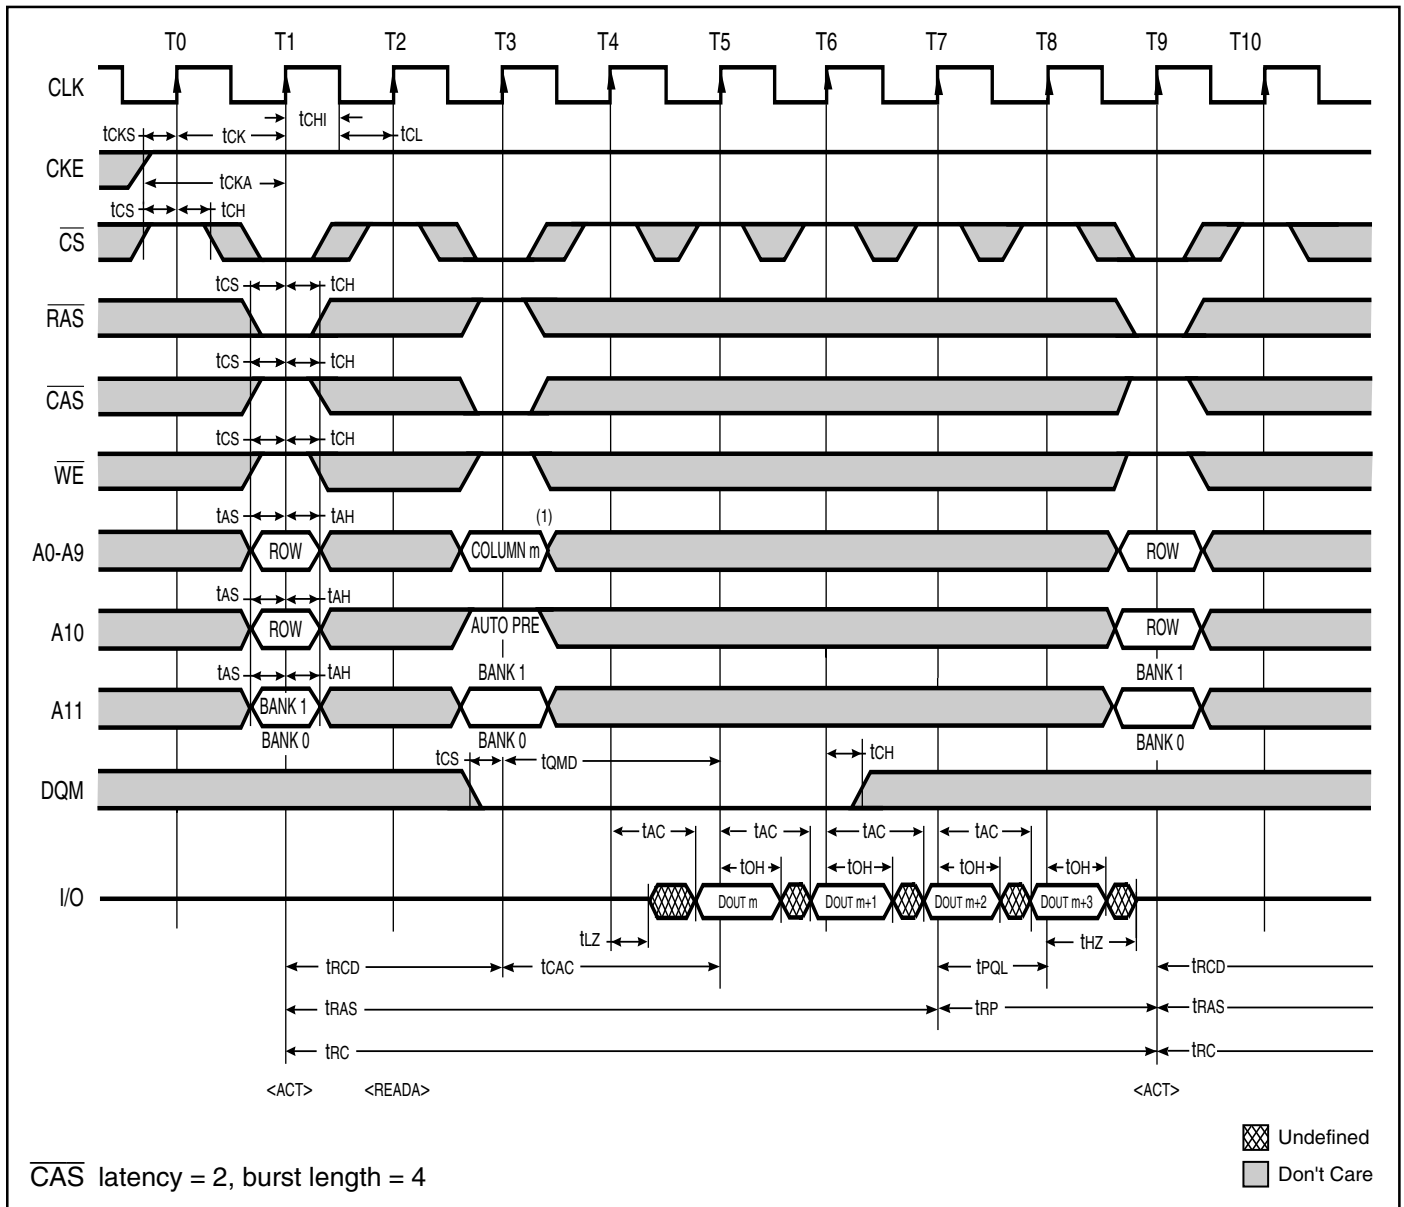 T0 T1 T2 T3 T4 T5 T6 T7 T8 T9 T10
CLK
tCHI
tCKS tCK tCL
CKE
tCKA
tCS tCH
CS
tCS tCH
RAS
tCS tCH
CAS
tCS tCH
WE
tAS tAH (1)
A0-A9 ROW COLUMN m ROW
tAS tAH
A10 ROW AUTO PRE ROW
tAS tAH BANK 1 BANK 1
A11 BANK 1
BANK 0 BANK 0 BANK 0
tCS tQMD tCH
DQM
tAC tAC tAC tAC
tOH tOH tOH tOH
I/O DOUT m DOUT m+1 DOUT m+2 DOUT m+3
tLZ tHZ
tRCD tCAC tPQL tRCD
tRAS tRP tRAS
tRC tRC
<ACT> <READA> <ACT>
Undefined
Don't Care
CAS latency = 2, burst length = 4